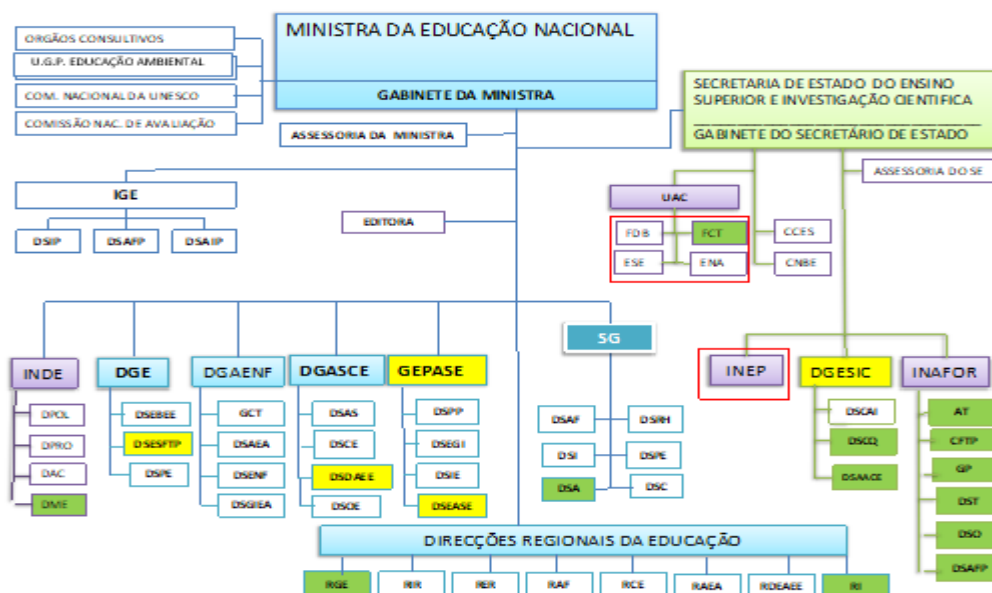 MINISTRA DA EDUCAÇÃO NACIONAL
GABINETE DA MINISTRA
ORGÃOS CONSULTIVOS
U.G.P. EDUCAÇÃO AMBIENTAL
COM. NACIONAL DA UNESCO
COMISSÃO NAC. DE AVALIAÇÃO
ASSESSORIA DA MINISTRA
SECRETARIA DE ESTADO DO ENSINO
SUPERIOR E INVESTIGAÇÃO CIENTIFICA
GABINETE DO SECRETÁRIO DE ESTADO
ASSESSORIA DO SE
IGE
DSIP
DSAFP
DSAIP
EDITORA
UAC
FDB
FCT
ESE
ENA
CCES
CNBE
SG
DSAF
DSRH
DSI
DSPE
DSA
DSC
INDE
DPOL
DPRO
DAC
DME
DGE
DSEBEE
DSESFTP
DSPE
DGAENF
GCT
DSAEA
DSENF
DSGIEA
DGASCE
DSAS
DSCE
DSDAEE
DSOE
GEPASE
DSPP
DSEGI
DSIE
DSEASE
INEP
DGESIC
DSCAI
DSCQ
DSAACE
INAFOR
AT
CFTP
GP
DST
DSO
DSAFP
DIRECÇÕES REGIONAIS DA EDUCAÇÃO
RGE
RIR
RER
RAF
RCE
RAEA
RDEAEE
RI